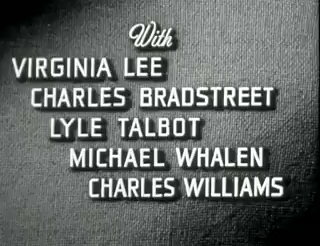 With
VIRGINIA LEE
CHARLES BRADSTREET
LYLE TALBOT
MICHAEL WHALEN
CHARLES WILLIAMS